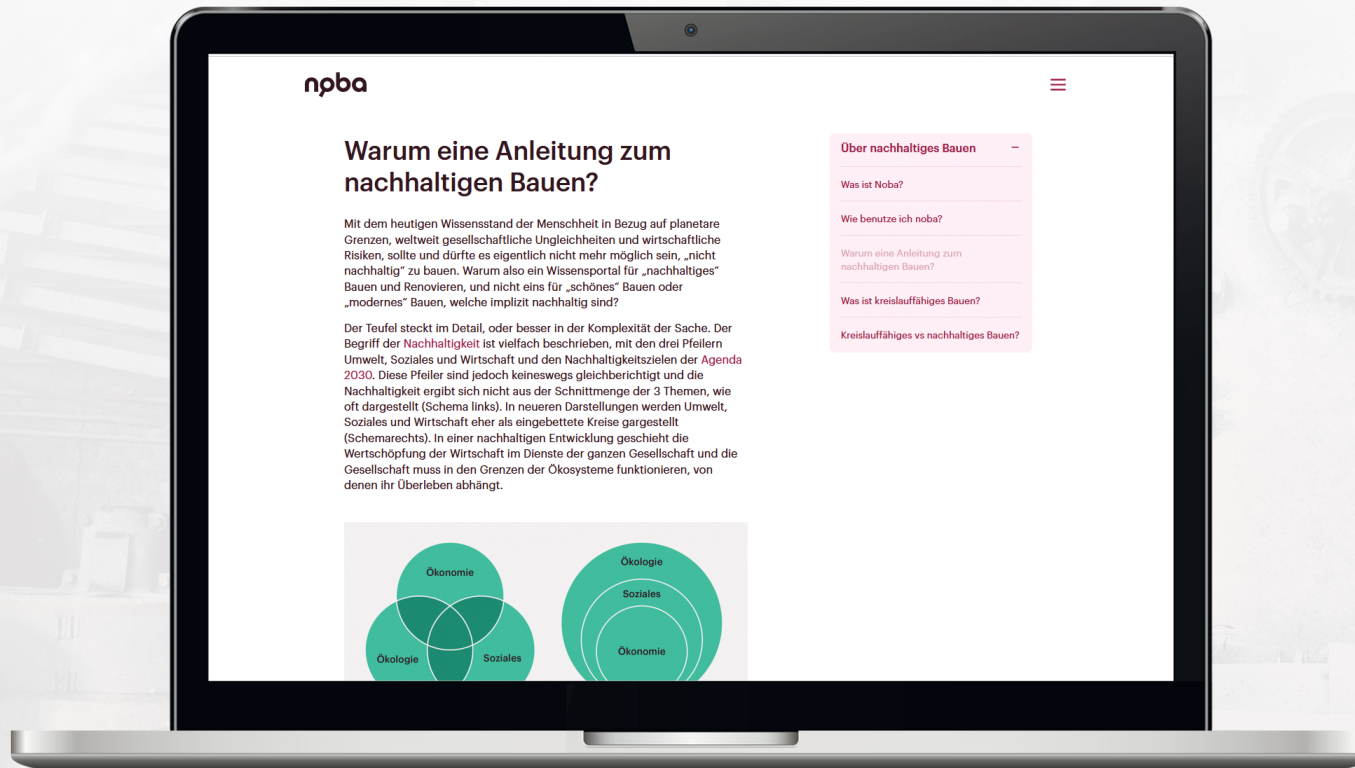 noba
Warum eine Anleitung zum
nachhaltigen Bauen?
Mit dem heutigen Wissensstand der Menschheit in Bezug auf planetare
Grenzen, weltweit gesellschaftliche Ungleichheiten und wirtschaftliche
Risiken, sollte und dürfte es eigentlich nicht mehr möglich sein, „nicht
nachhaltig“ zu bauen. Warum also ein Wissensportal für „nachhaltiges“
Bauen und Renovieren, und nicht eins für „schönes“ Bauen oder
„modernes“ Bauen, welche implizit nachhaltig sind?
Der Teufel steckt im Detail, oder besser in der Komplexität der Sache. Der
Begriff der Nachhaltigkeit ist vielfach beschrieben, mit den drei Pfeilern
Umwelt, Soziales und Wirtschaft und den Nachhaltigkeitszielen der Agenda
2030. Diese Pfeiler sind jedoch keineswegs gleichberichtigt und die
Nachhaltigkeit ergibt sich nicht aus der Schnittmenge der 3 Themen, wie
oft dargestellt (Schema links). In neueren Darstellungen werden Umwelt,
Soziales und Wirtschaft eher als eingebettete Kreise gargestellt
(Schemarechts). In einer nachhaltigen Entwicklung geschieht die
Wertschöpfung der Wirtschaft im Dienste der ganzen Gesellschaft und die
Gesellschaft muss in den Grenzen der Ökosysteme funktionieren, von
denen ihr Überleben abhängt.
Ökonomie
Ökologie
Soziales
Ökologie
Soziales
Ökonomie
Über nachhaltiges Bauen
Was ist Noba?
Wie benutze ich noba?
Warum eine Anleitung zum
nachhaltigen Bauen?
Was ist kreislauffähiges Bauen?
Kreislauffähiges vs nachhaltiges Bauen?